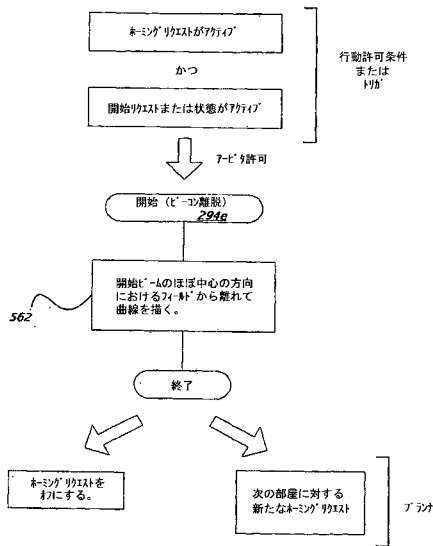 ホーミングリクエストがアクティブ
かつ
開始リクエストまたは状態がアクティブ
行動許可条件
または
トリガ
アービタ許可
開始（ビーコン離脱）
294e
開始ビームのほぼ中心の方向
におけるフィールドから離れて
曲線を描く。
562
終了
ホーミングリクエストを
オフにする。
次の部屋に対する
新たなホーミングリクエスト
プランナ